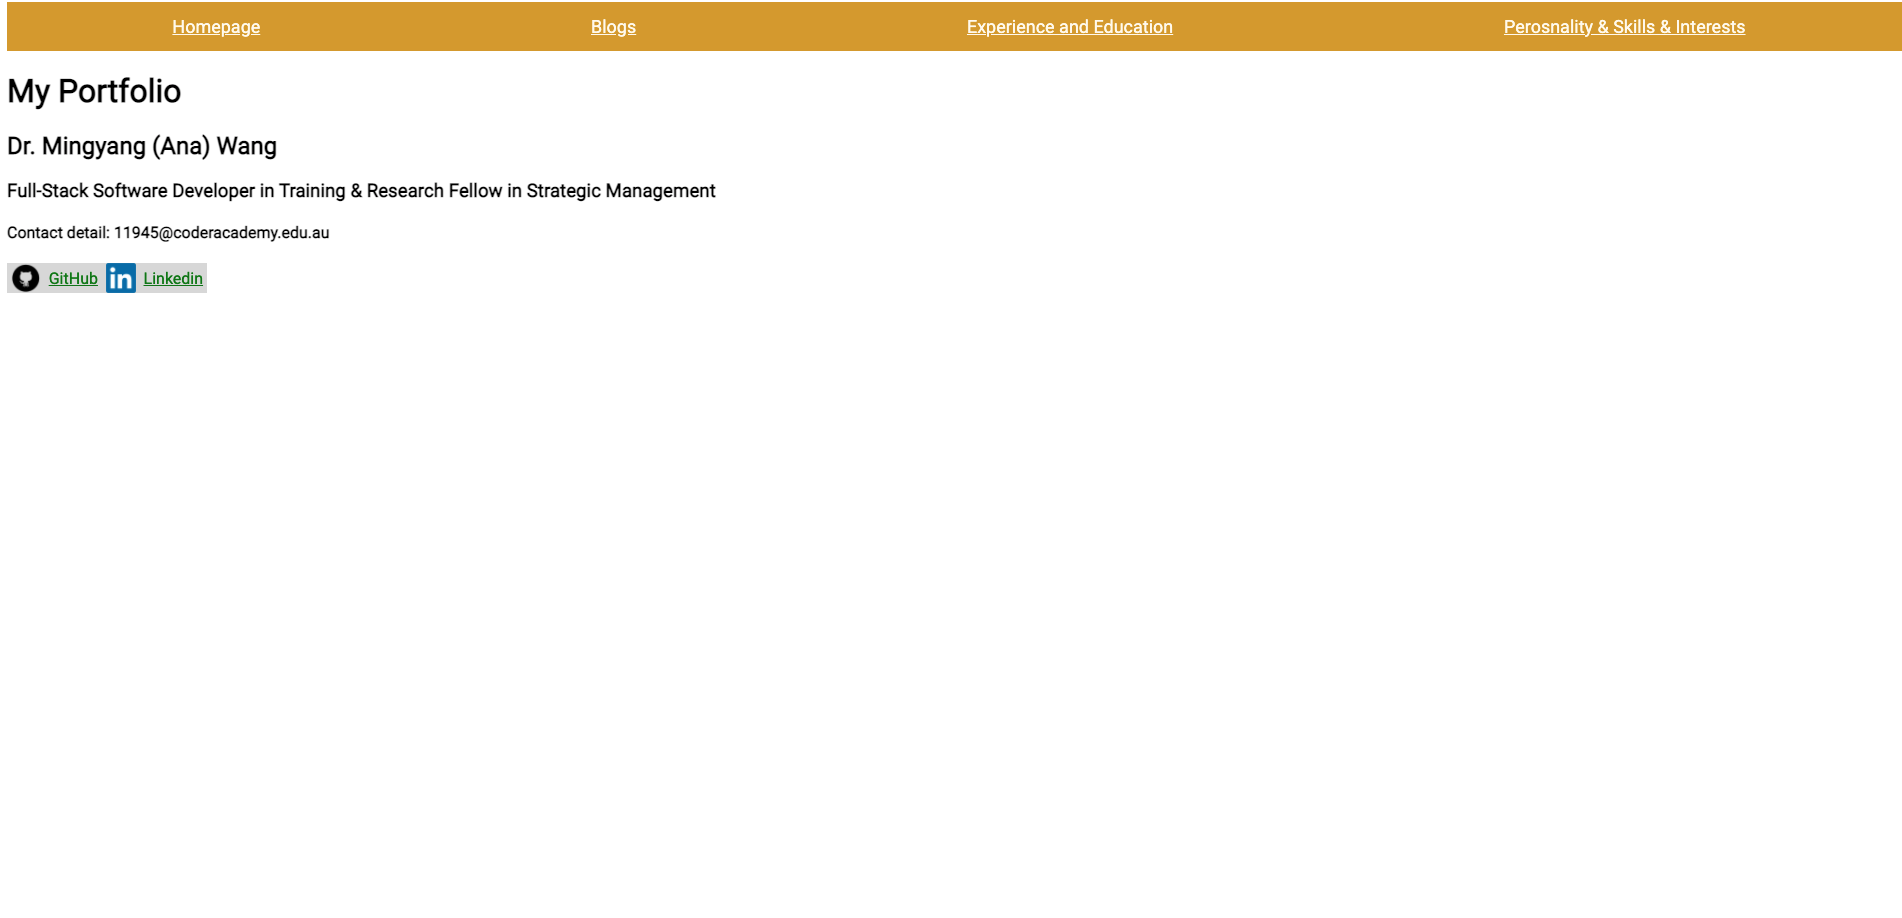 Homepage Blogs Experience and Education Perosnality & Skills & Interests
My Portfolio
Dr. Mingyang (Ana) Wang
Full-Stack Software Developer in Training & Research Fellow in Strategic Management
Contact detail: 11945@coderacademy.edu.au
GitHub in Linkedin